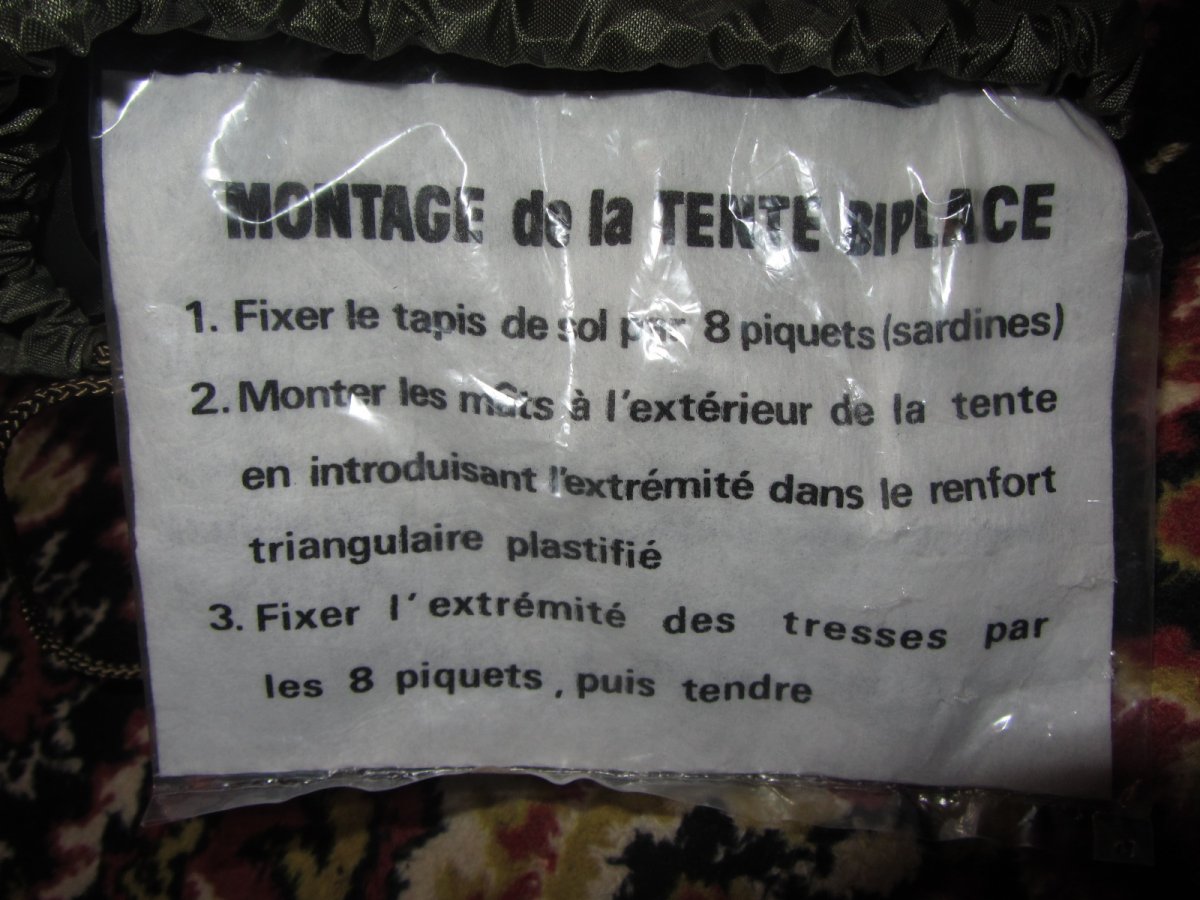 MONTAGE de la TENTE BIPLACE
1. Fixer le tapis de sol par 8 piquets (sardines)
2. Monter les mâts à l'extérieur de la tente
en introduisant l'extrémité dans le renfort
triangulaire plastifié
3. Fixer l'extrémité des tresses par
les 8 piquets, puis tendre